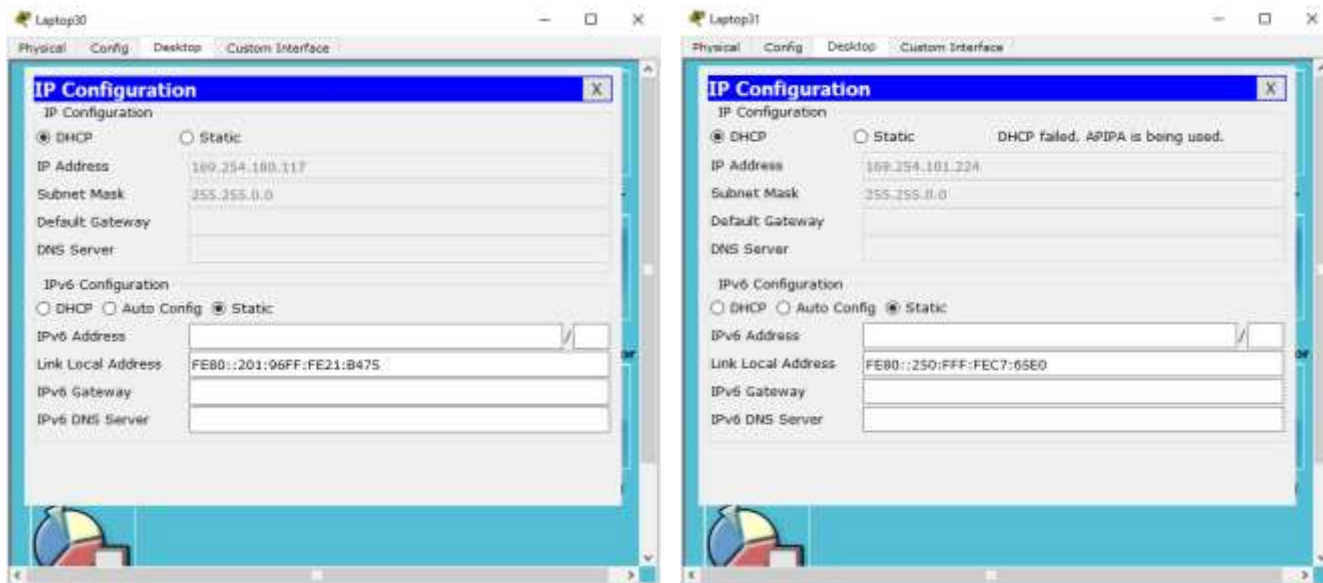 Laptop30
Physical Config Desktop Custom Interface
IP Configuration X
IP Configuration
DHCP Static
IP Address 169.254.180.117
Subnet Mask 255.255.0.0
Default Gateway
DNS Server
IPv6 Configuration
DHCP Auto Config Static
IPv6 Address /
Link Local Address FE80::201:96FF:FE21:B475
IPv6 Gateway
IPv6 DNS Server
or
Laptop31
Physical Config Desktop Custom Interface
IP Configuration X
IP Configuration
DHCP Static DHCP failed. APIPA is being used.
IP Address 169.254.101.224
Subnet Mask 255.255.0.0
Default Gateway
DNS Server
IPv6 Configuration
DHCP Auto Config Static
IPv6 Address /
Link Local Address FE80::250:FFF:FEC7:65E0
IPv6 Gateway
IPv6 DNS Server
or